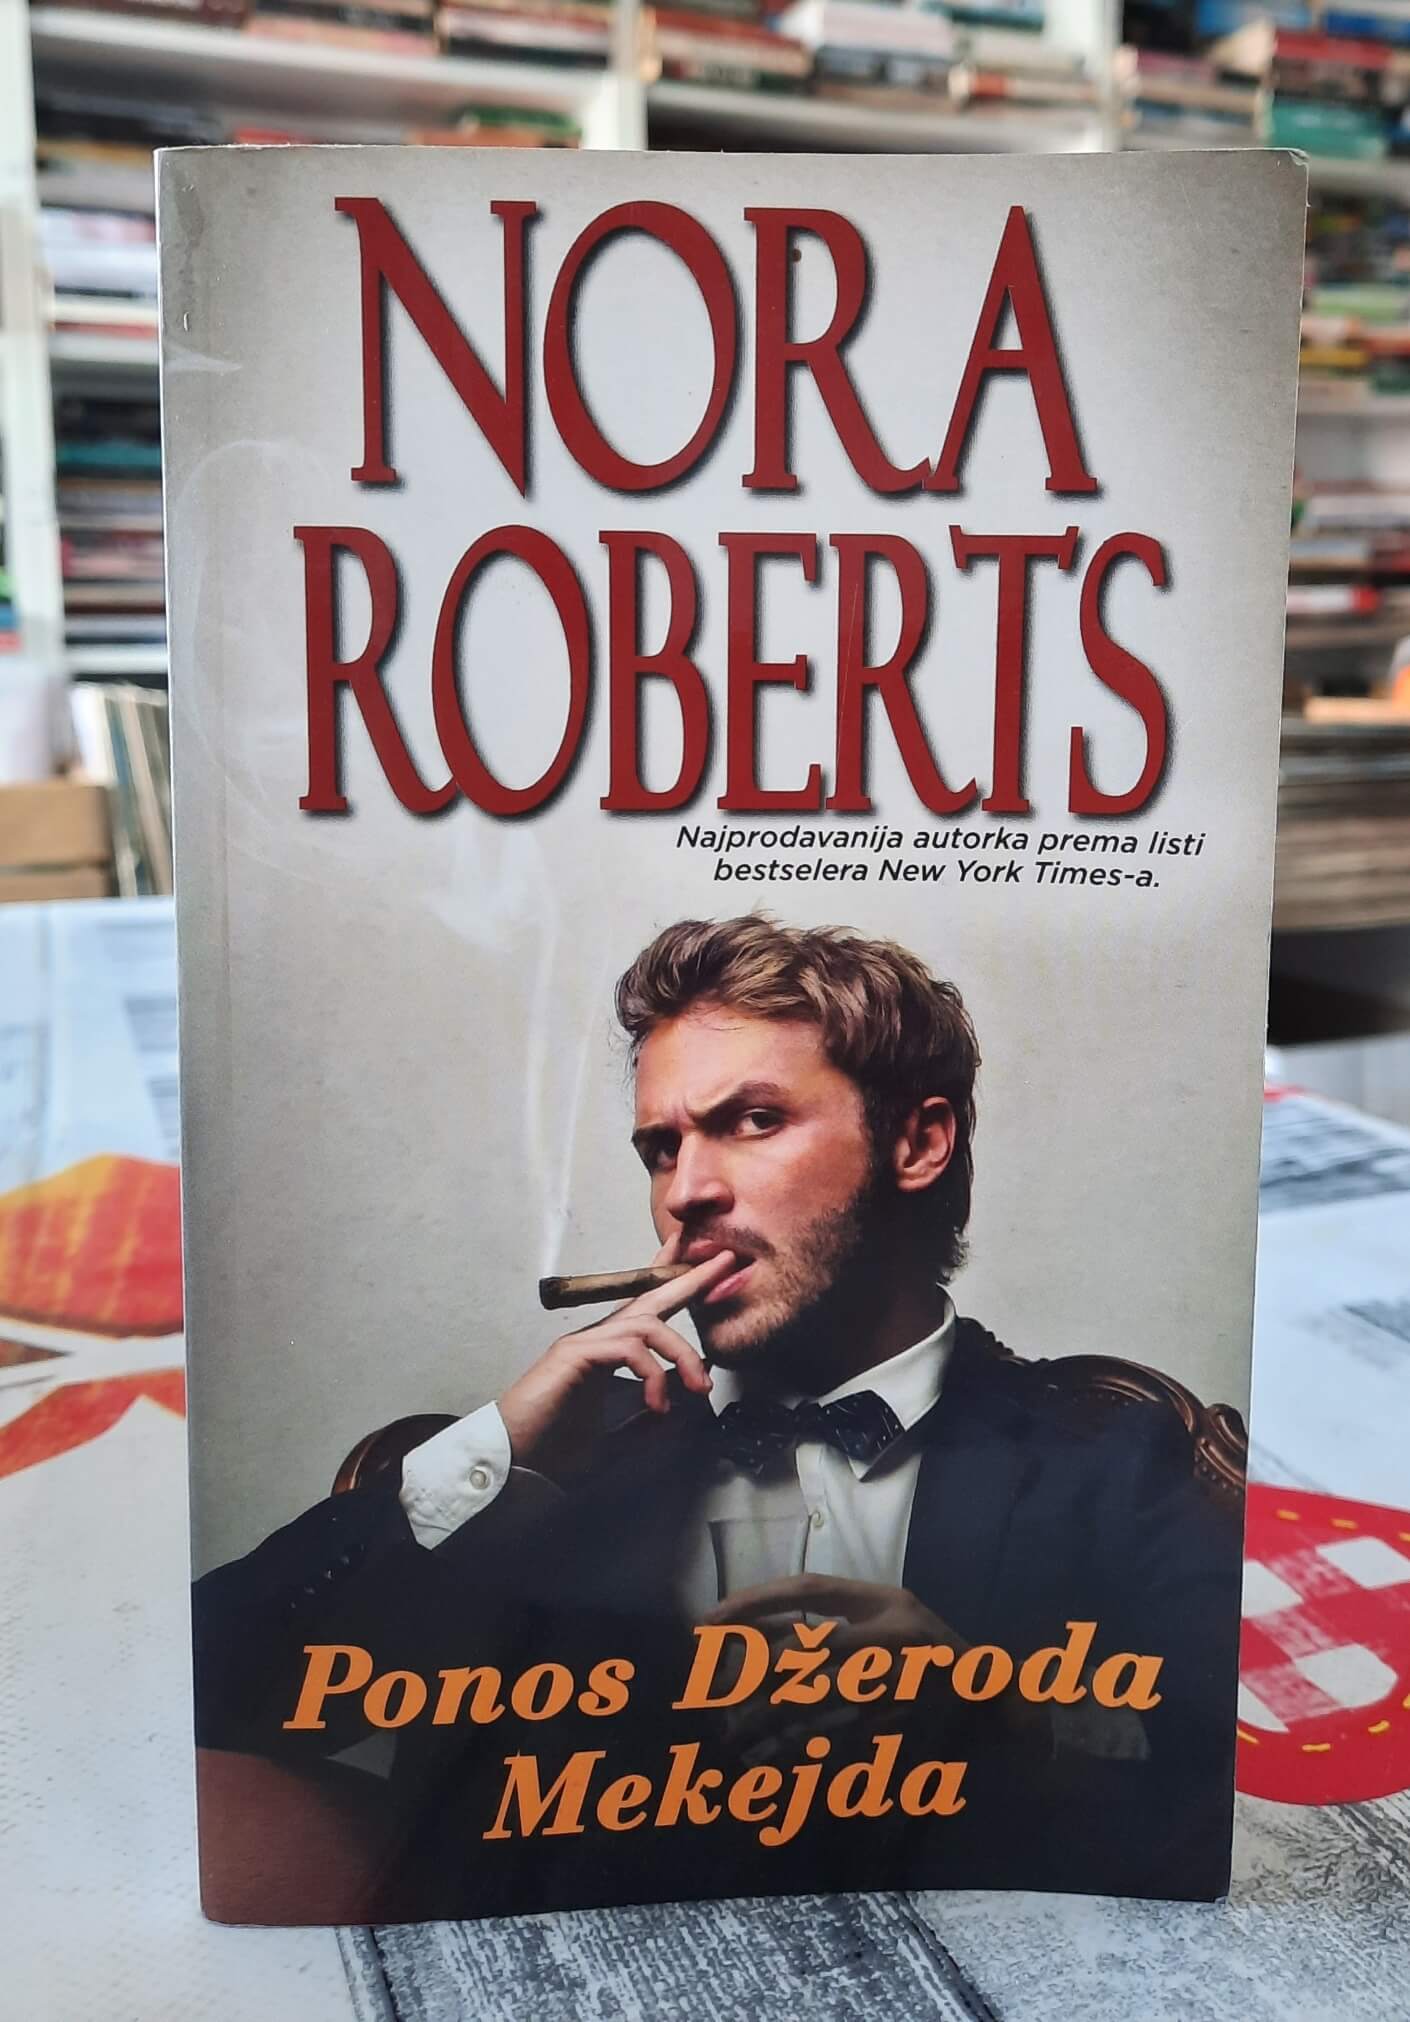 NORA
ROBERTS
Najprodavanija autorka prema listi
bestselera New York Times-a.
Ponos Džeroda
Mekejda